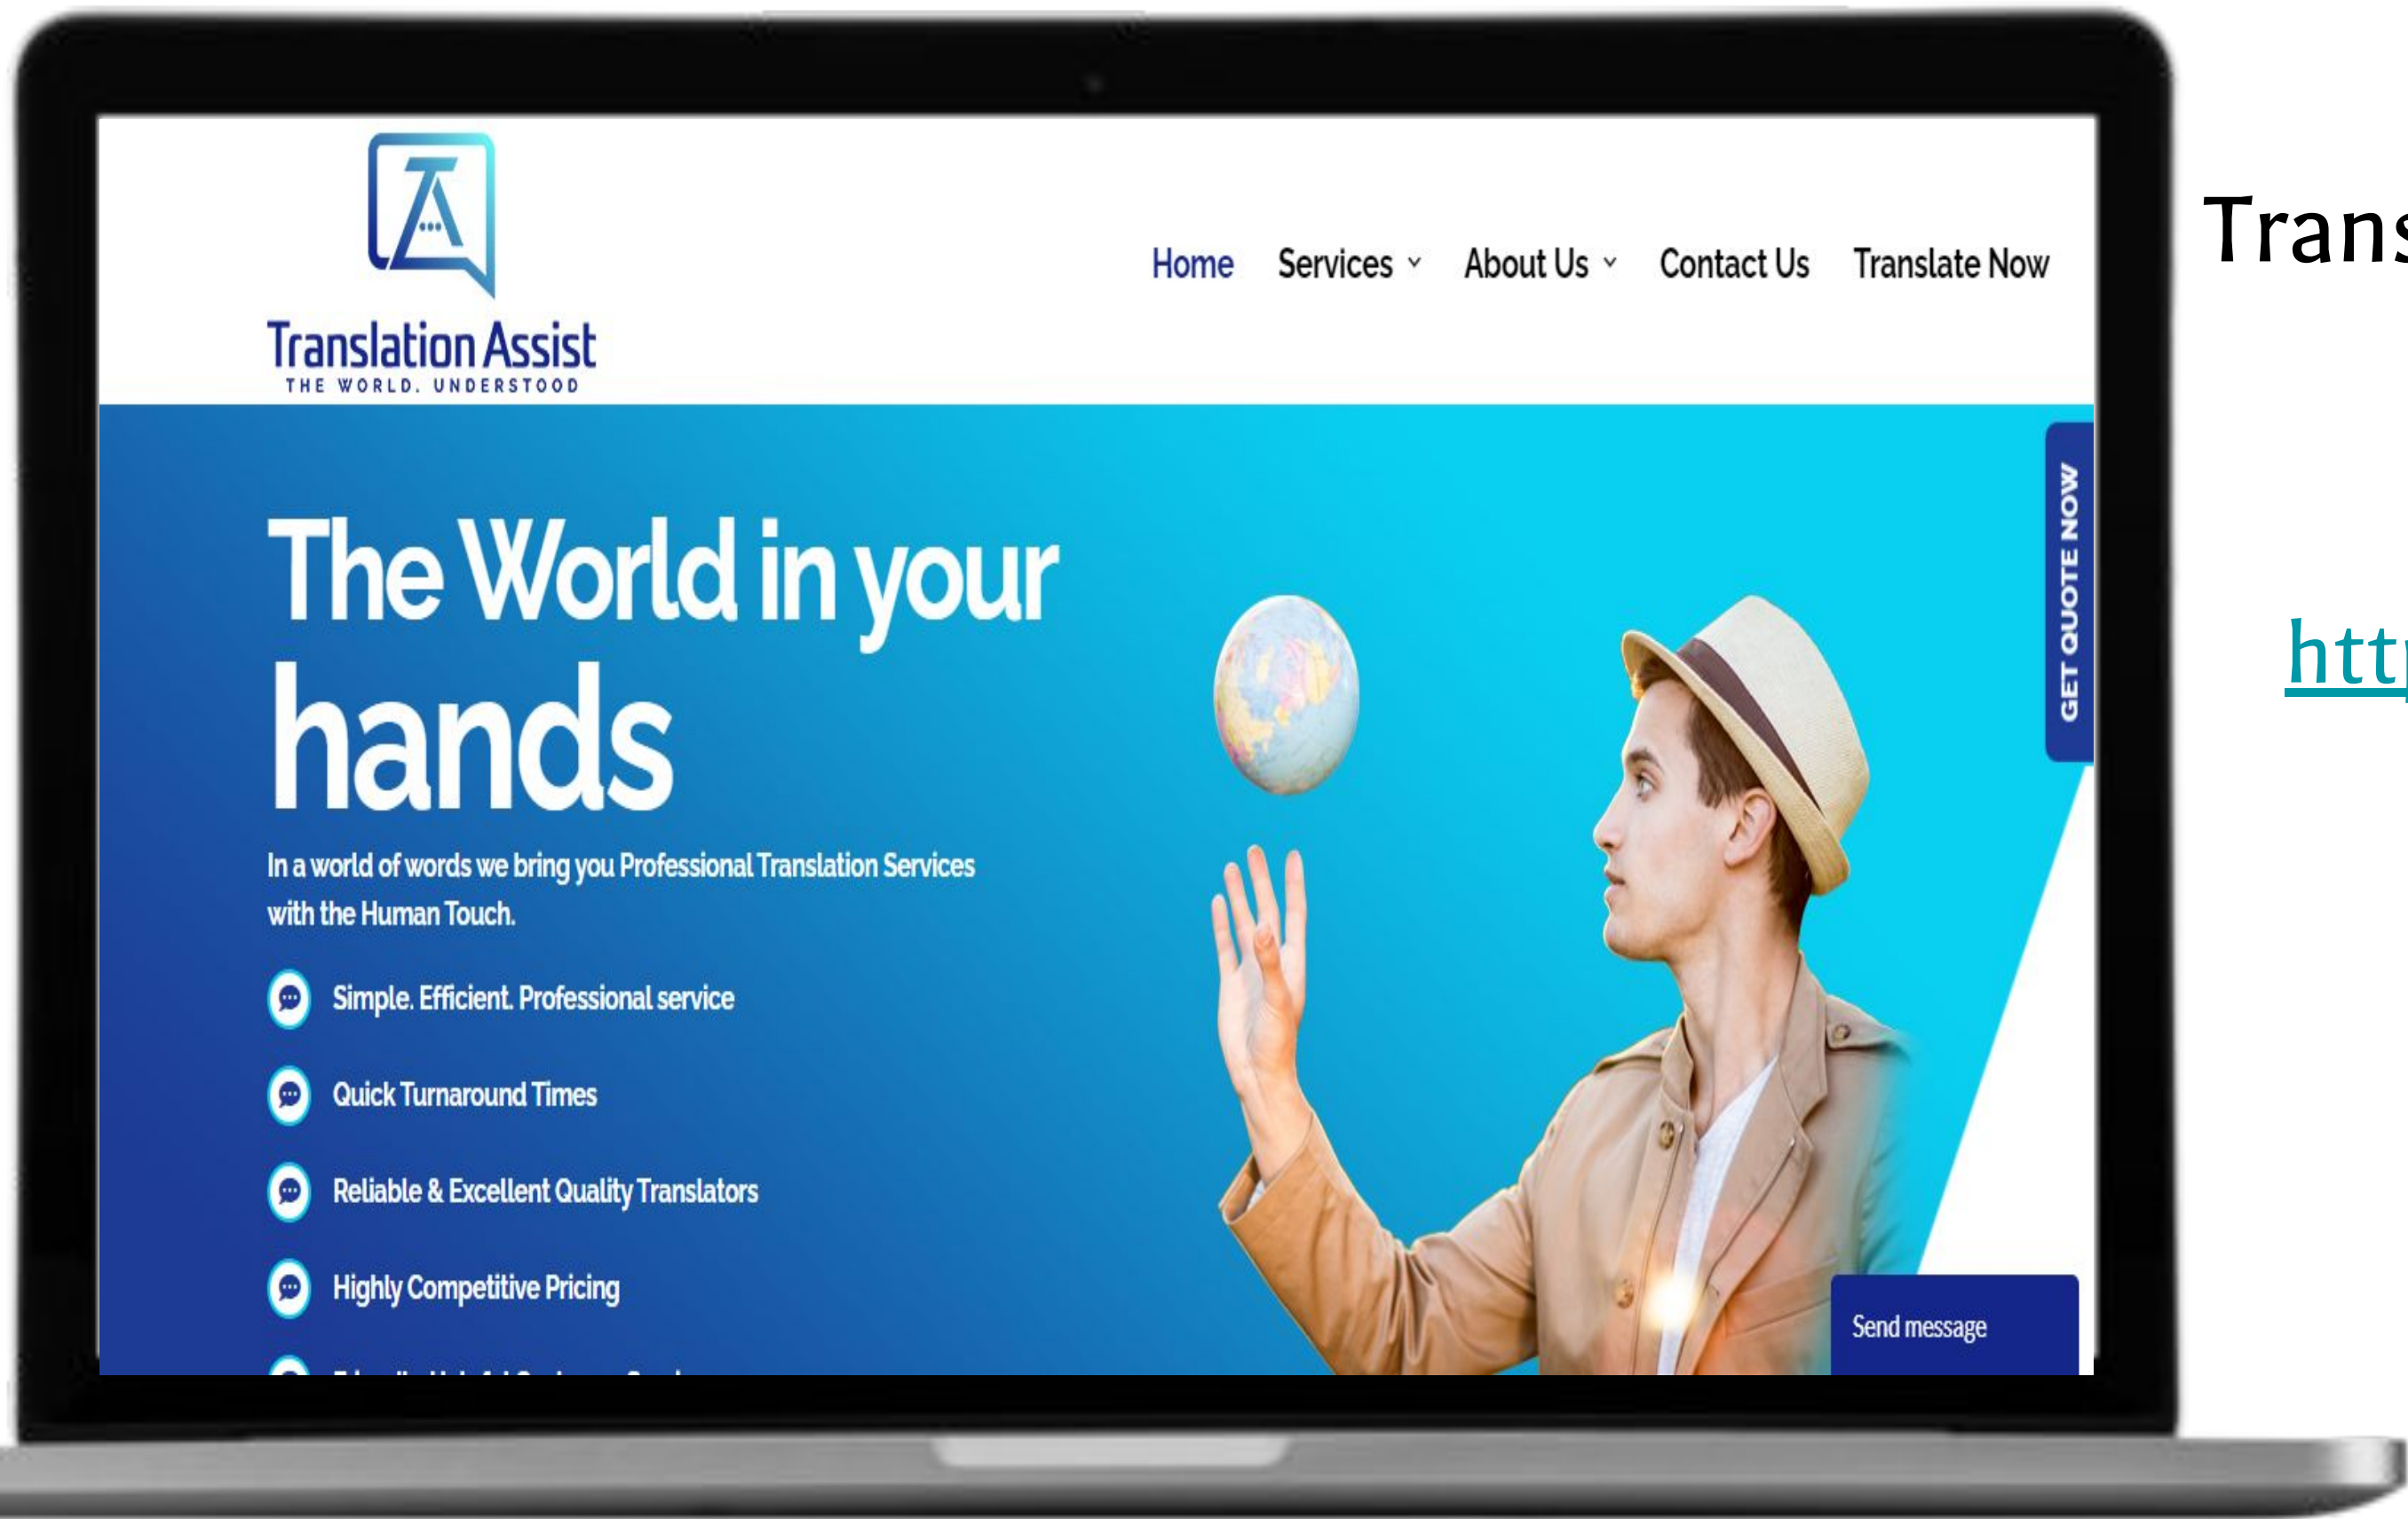 Translation Assist
THE WORLD. UNDERSTOOD
Home Services About Us Contact Us Translate Now
GET QUOTE NOW
The World in your
hands
In a world of words we bring you Professional Translation Services
with the Human Touch.
Simple. Efficient. Professional service
Quick Turnaround Times
Reliable & Excellent Quality Translators
Highly Competitive Pricing
Send message